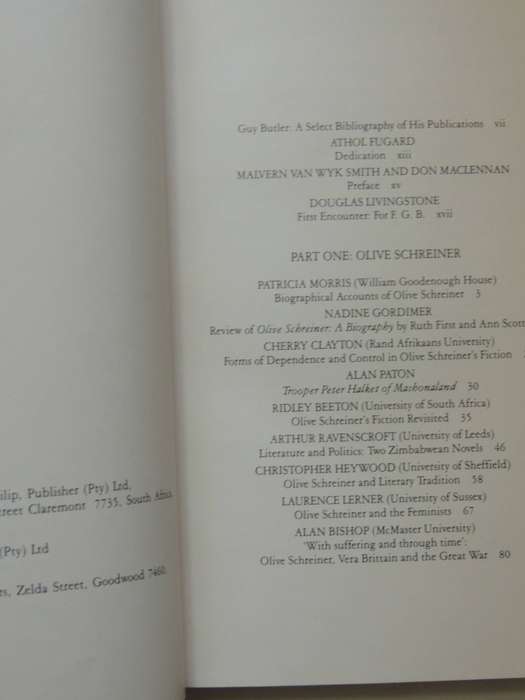 ilip, Publisher (Pty) Ltd,
reet Claremont 7735, South Africa
(Pty) Ltd
rs, Zelda Street, Goodwood 7460
Guy Butler: A Select Bibliography of His Publications vii
ATHOL FUGARD
Dedication xiii
MALVERN VAN WYK SMITH AND DON MACLENNAN
Preface xv
DOUGLAS LIVINGSTONE
First Encounter: For F. G. B. xvii
PART ONE: OLIVE SCHREINER
PATRICIA MORRIS (William Goodenough House)
Biographical Accounts of Olive Schreiner 3
NADINE GORDIMER
Review of Olive Schreiner: A Biography by Ruth First and Ann Scott
CHERRY CLAYTON (Rand Afrikaans University)
Forms of Dependence and Control in Olive Schreiner's Fiction
ALAN PATON
Trooper Peter Halket of Mashonaland 30
RIDLEY BEETON (University of South Africa)
Olive Schreiner's Fiction Revisited 35
ARTHUR RAVENSCROFT (University of Leeds)
Literature and Politics: Two Zimbabwean Novels 46
CHRISTOPHER HEYWOOD (University of Sheffield)
Olive Schreiner and Literary Tradition 58
LAURENCE LERNER (University of Sussex)
Olive Schreiner and the Feminists 67
ALAN BISHOP (McMaster University)
'With suffering and through time':
Olive Schreiner, Vera Brittain and the Great War 80